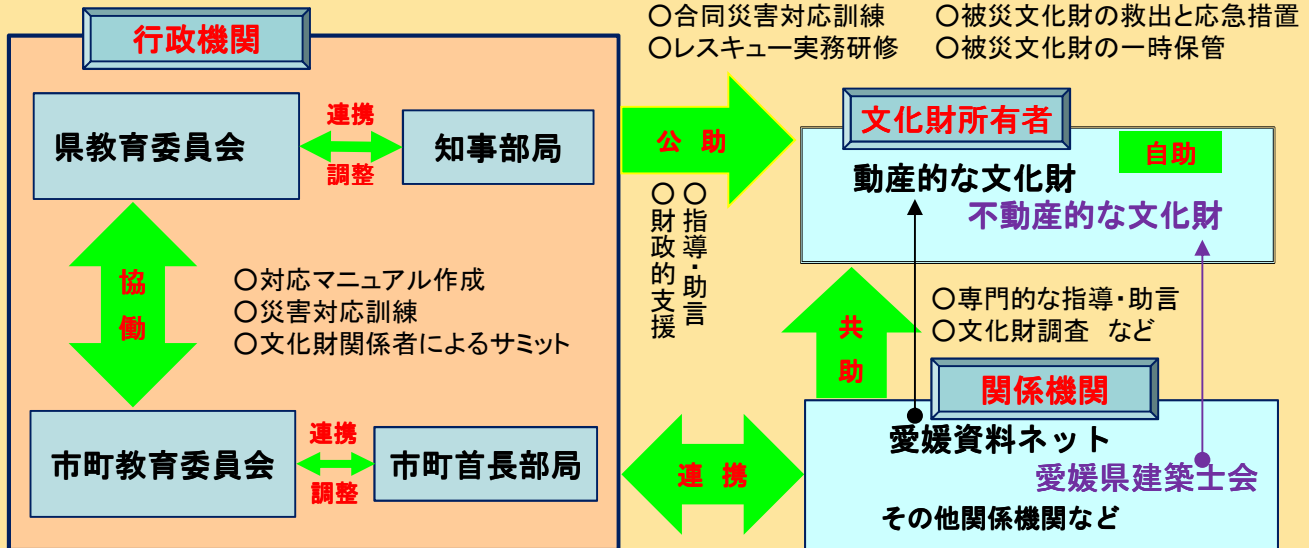 行政機関
県教育委員会
連携
調整
知事部局
協
働
○対応マニュアル作成
○災害対応訓練
○文化財関係者によるサミット
市町教育委員会
連携
調整
市町首長部局
○合同災害対応訓練
○レスキュー実務研修
○被災文化財の救出と応急措置
○被災文化財の一時保管
公 助
○指導・助言
○財政的支援
文化財所有者
自助
動産的な文化財
不動産的な文化財
共
助
○専門的な指導・助言
○文化財調査 など
連 携
関係機関
愛媛資料ネット
愛媛県建築士会
その他関係機関など